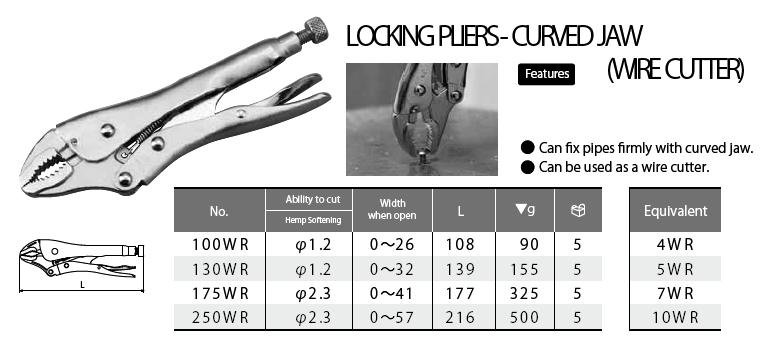 LOCKING PLIERS - CURVED JAW
(WIRE CUTTER)
Features
● Can fix pipes firmly with curved jaw.
● Can be used as a wire cutter.
No. Ability to cut Hemp Softening Width when open L ▼g 
Equivalent
100WR φ1.2 0～26 108 90 5 4WR
130WR φ1.2 0～32 139 155 5 5WR
175WR φ2.3 0～41 177 325 5 7WR
250WR φ2.3 0～57 216 500 5 10WR
L